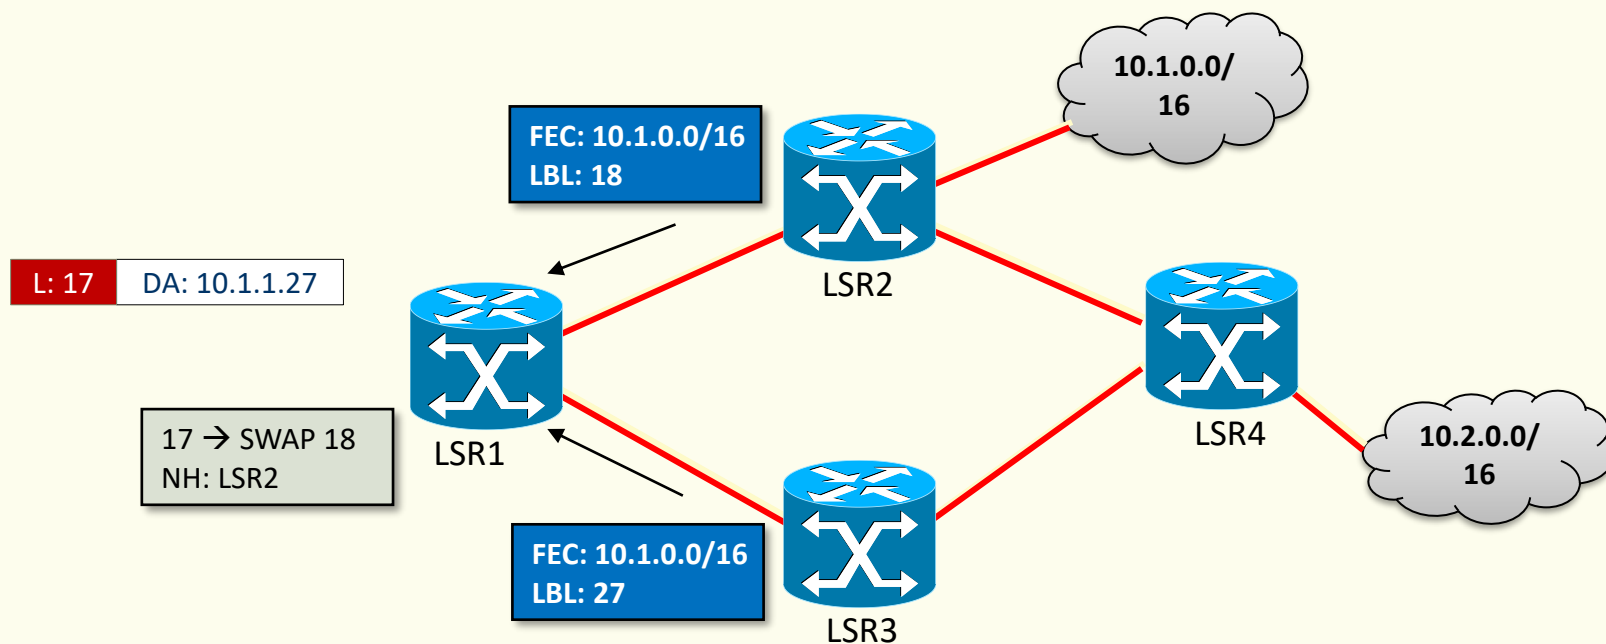 10.1.0.0/
16
FEC: 10.1.0.0/16
LBL: 18
LSR2
L: 17 DA: 10.1.1.27
LSR1
17 → SWAP 18
NH: LSR2
LSR4
10.2.0.0/
16
FEC: 10.1.0.0/16
LBL: 27
LSR3